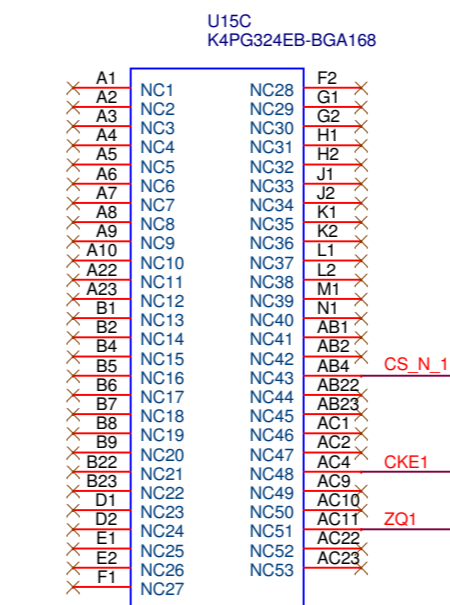 U15C
K4PG324EB-BGA168
A1 NC1 NC28 F2
A2 NC2 NC29 G1
A3 NC3 NC30 G2
A4 NC4 NC31 H1
A5 NC5 NC32 H2
A6 NC6 NC33 J1
A7 NC7 NC34 J2
A8 NC8 NC35 K1
A9 NC9 NC36 K2
A10 NC10 NC37 L1
A22 NC11 NC38 L2
A23 NC12 NC39 M1
B1 NC13 NC40 N1
B2 NC14 NC41 AB1
B4 NC15 NC42 AB2
B5 NC16 NC43 AB4 CS_N_1
B6 NC17 NC44 AB22
B7 NC18 NC45 AB23
B8 NC19 NC46 AC1
B9 NC20 NC47 AC2
B22 NC21 NC48 AC4 CKE1
B23 NC22 NC49 AC9
D1 NC23 NC50 AC10
D2 NC24 NC51 AC11 ZQ1
E1 NC25 NC52 AC22
E2 NC26 NC53 AC23
F1 NC27